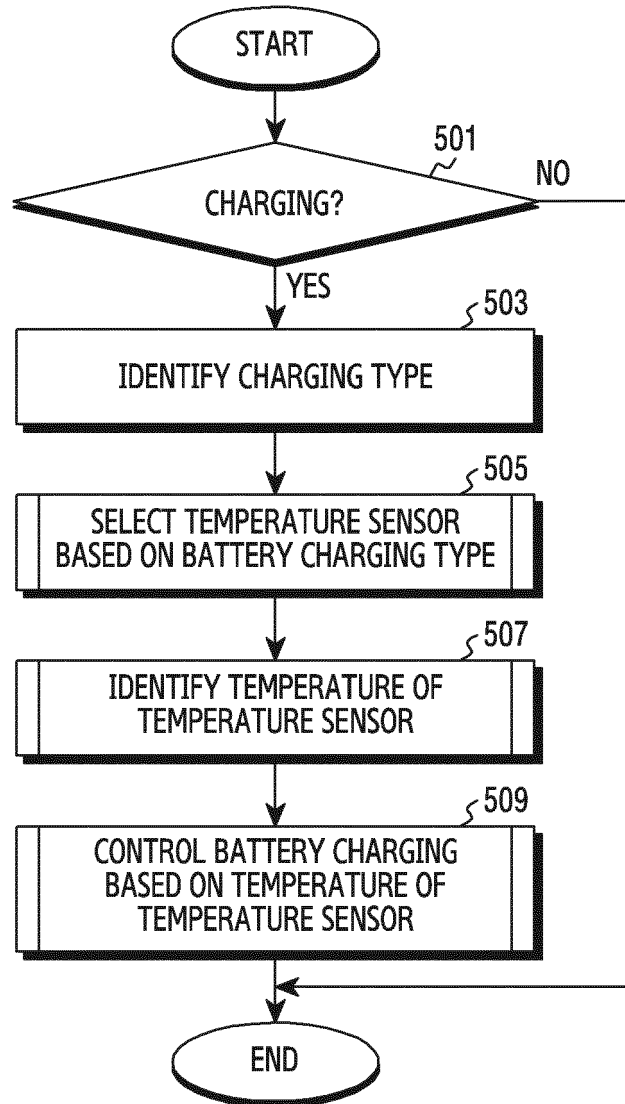 START
501
CHARGING?
NO
YES
503
IDENTIFY CHARGING TYPE
505
SELECT TEMPERATURE SENSOR
BASED ON BATTERY CHARGING TYPE
507
IDENTIFY TEMPERATURE OF
TEMPERATURE SENSOR
509
CONTROL BATTERY CHARGING
BASED ON TEMPERATURE OF
TEMPERATURE SENSOR
END